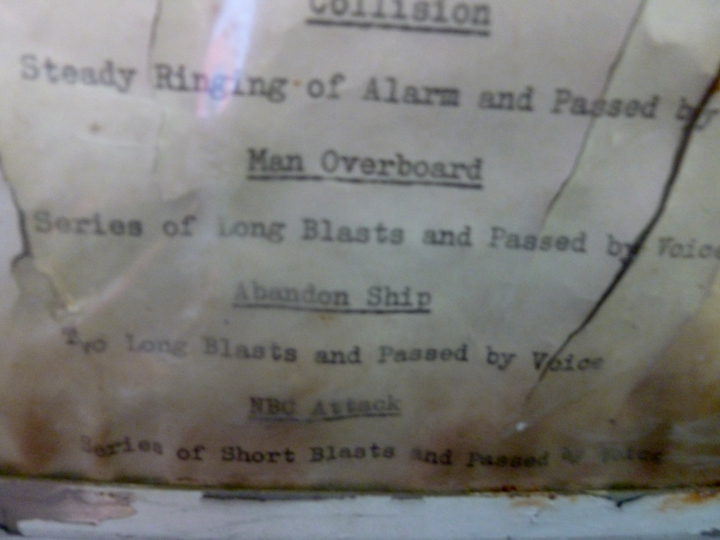 Collision
Steady Ringing of Alarm and Passed by
Man Overboard
Series of Long Blasts and Passed by Voice
Abandon Ship
Two Long Blasts and Passed by Voice
NBC Attack
Series of Short Blasts and Passed by Voice